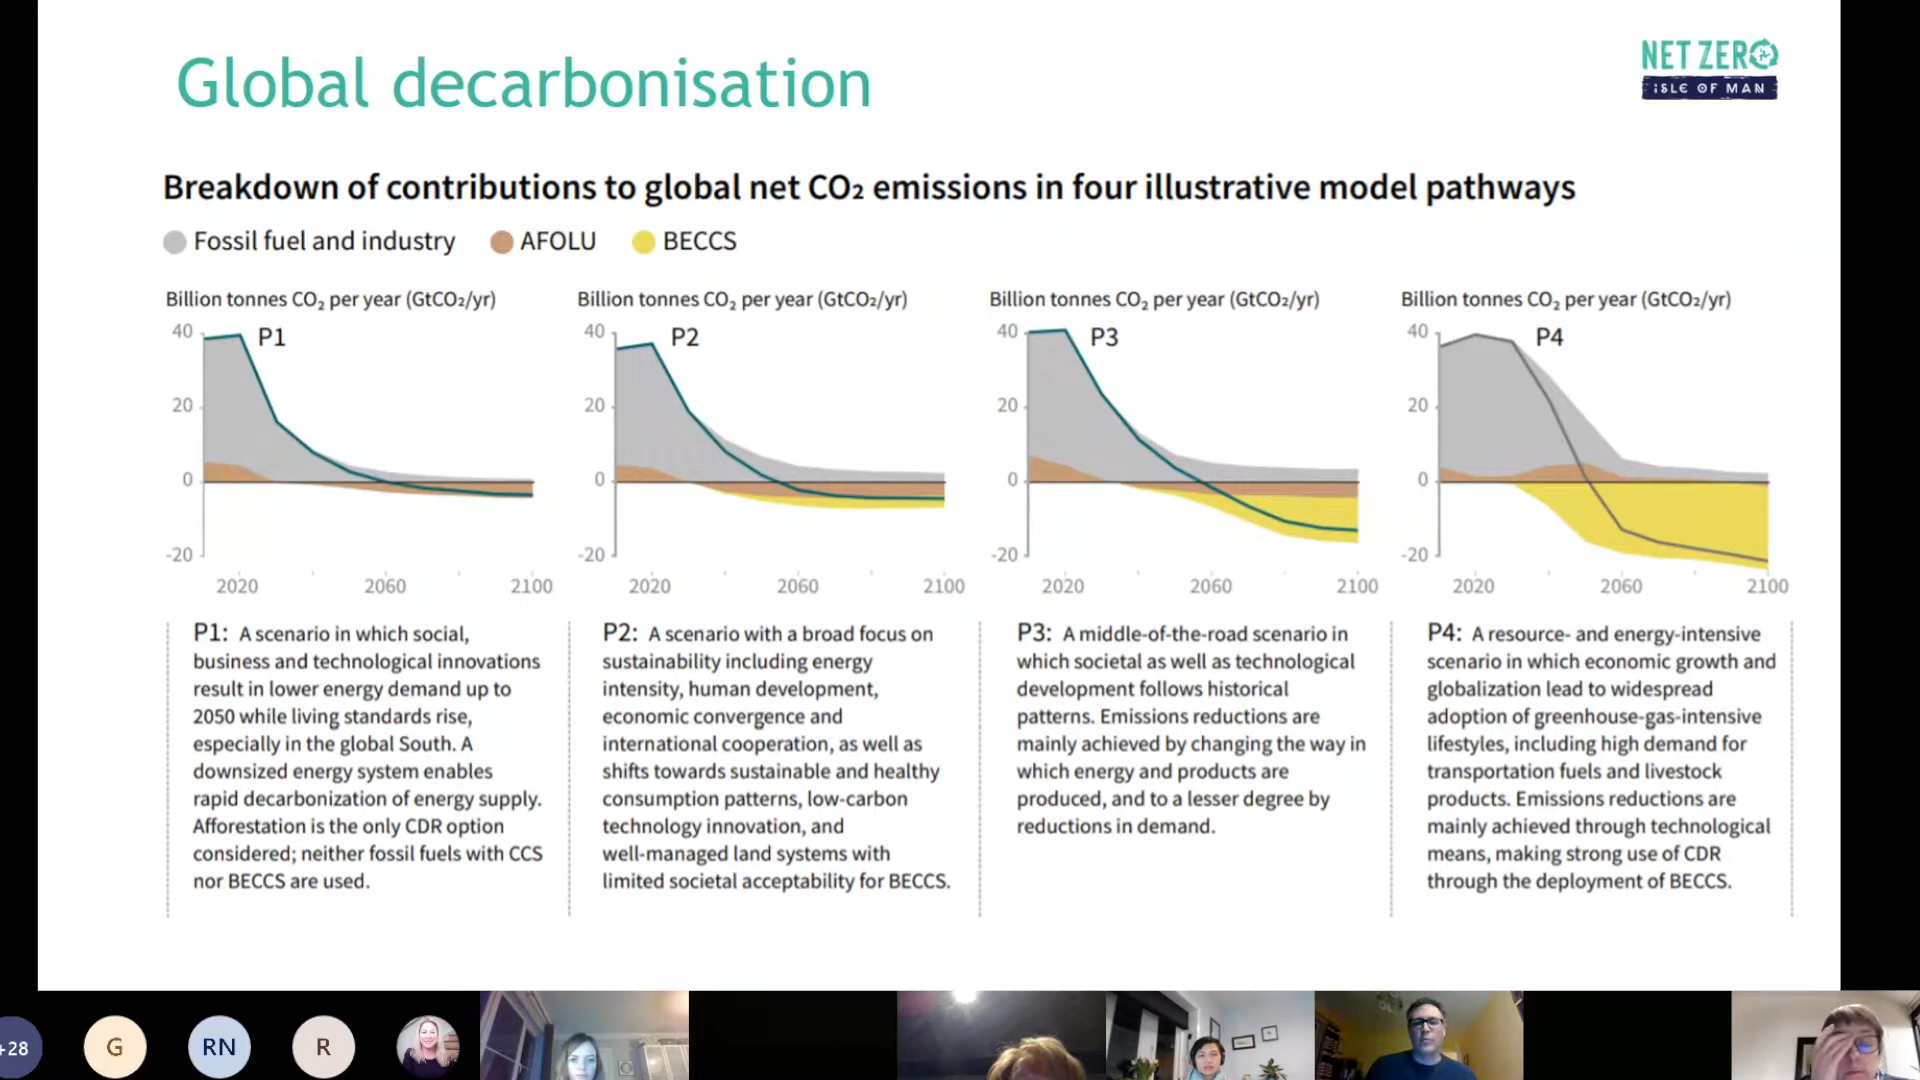 Global decarbonisation
NET ZERO
ISLE OF MAN
Breakdown of contributions to global net CO₂ emissions in four illustrative model pathways
Fossil fuel and industry
AFOLU
BECCS
Billion tonnes CO₂ per year (GtCO₂/yr)
40
P1
20
0
-20
2020
2060
2100
Billion tonnes CO₂ per year (GtCO₂/yr)
40
P2
20
0
-20
2020
2060
2100
Billion tonnes CO₂ per year (GtCO₂/yr)
40
P3
20
0
-20
2020
2060
2100
Billion tonnes CO₂ per year (GtCO₂/yr)
40
P4
20
0
-20
2020
2060
2100
P1: A scenario in which social,
business and technological innovations
result in lower energy demand up to
2050 while living standards rise,
especially in the global South. A
downsized energy system enables
rapid decarbonization of energy supply.
Afforestation is the only CDR option
considered; neither fossil fuels with CCS
nor BECCS are used.
P2: A scenario with a broad focus on
sustainability including energy
intensity, human development,
economic convergence and
international cooperation, as well as
shifts towards sustainable and healthy
consumption patterns, low-carbon
technology innovation, and
well-managed land systems with
limited societal acceptability for BECCS.
P3: A middle-of-the-road scenario in
which societal as well as technological
development follows historical
patterns. Emissions reductions are
mainly achieved by changing the way in
which energy and products are
produced, and to a lesser degree by
reductions in demand.
P4: A resource- and energy-intensive
scenario in which economic growth and
globalization lead to widespread
adoption of greenhouse-gas-intensive
lifestyles, including high demand for
transportation fuels and livestock
products. Emissions reductions are
mainly achieved through technological
means, making strong use of CDR
through the deployment of BECCS.
+28
G
RN
R